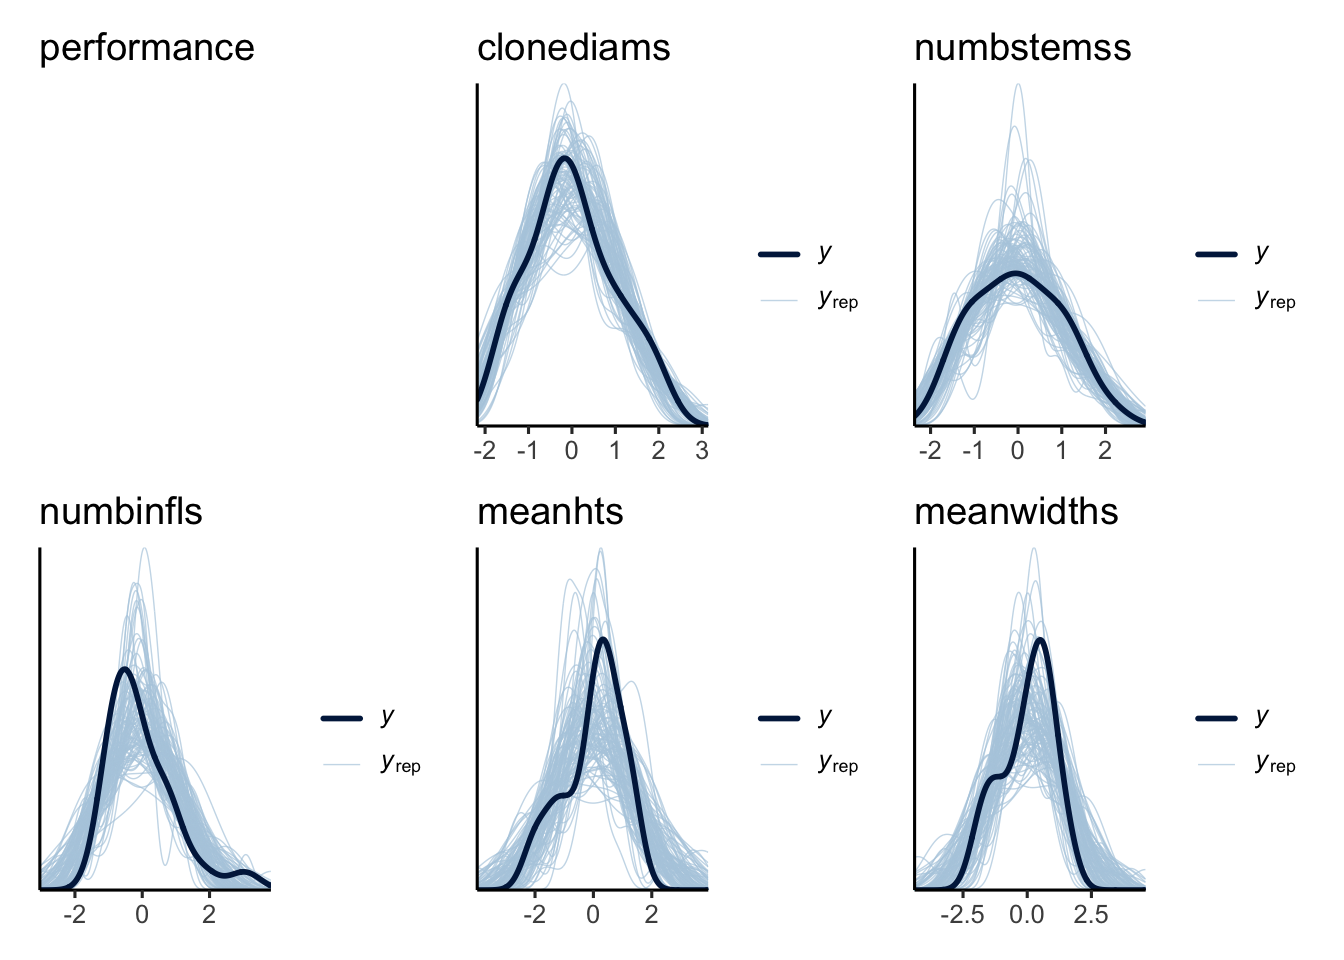 performance
clonediams
numbstemss
y
yrep
y
yrep
-2 -1 0 1 2 3
-2 -1 0 1 2
numbinfls
meanhts
meanwidths
y
yrep
y
yrep
y
yrep
-2 0 2
-2 0 2
-2.5 0.0 2.5